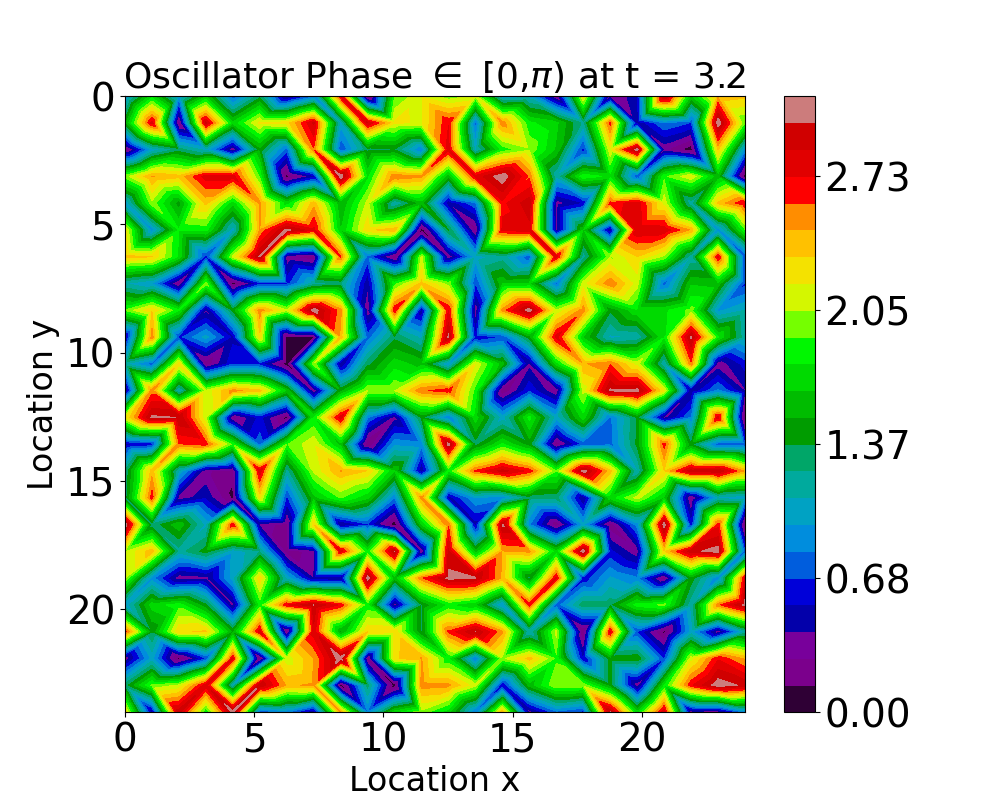 Oscillator Phase ∈ [0,π) at t = 3.2
0
5
10
15
20
Location y
0 5 10 15 20
Location x
2.73
2.05
1.37
0.68
0.00